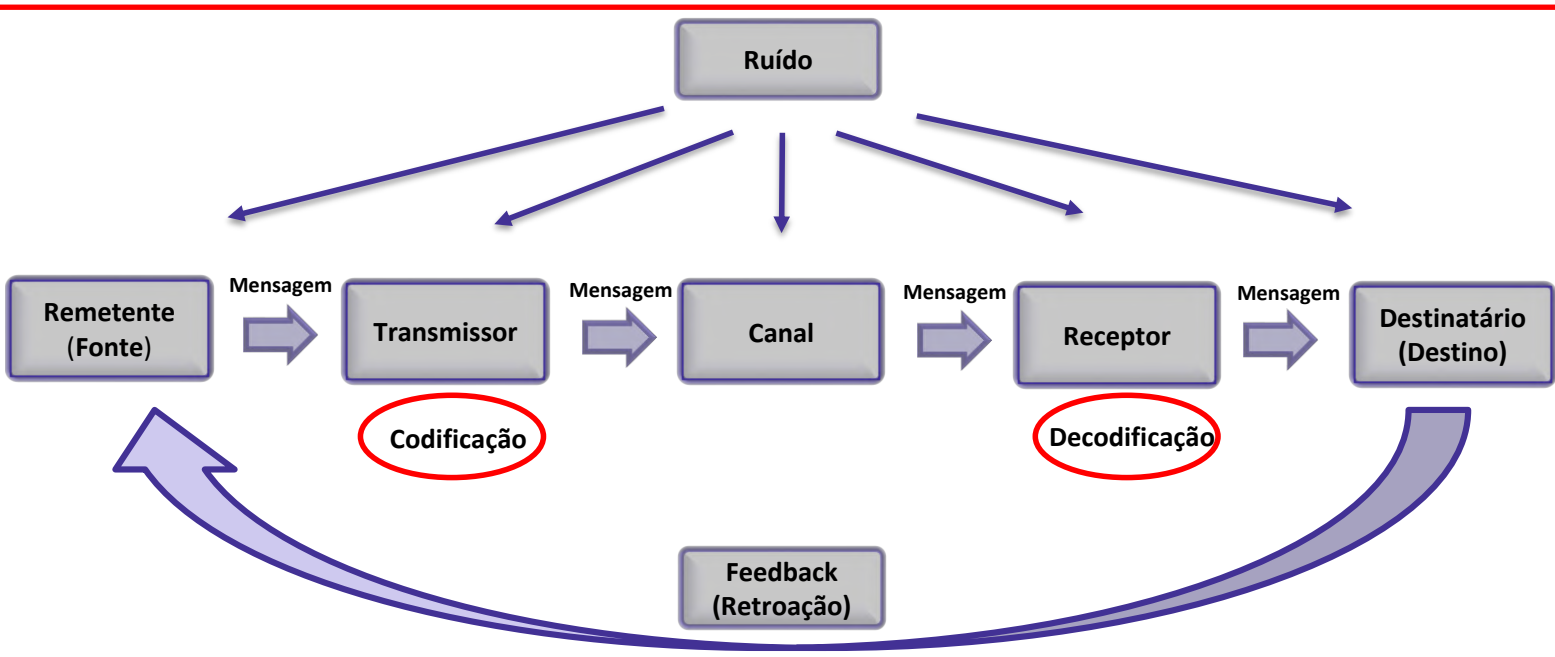 Ruído
Mensagem
Mensagem
Mensagem
Mensagem
Remetente
(Fonte)
Transmissor
Canal
Receptor
Destinatário
(Destino)
Codificação
Decodificação
Feedback
(Retroação)